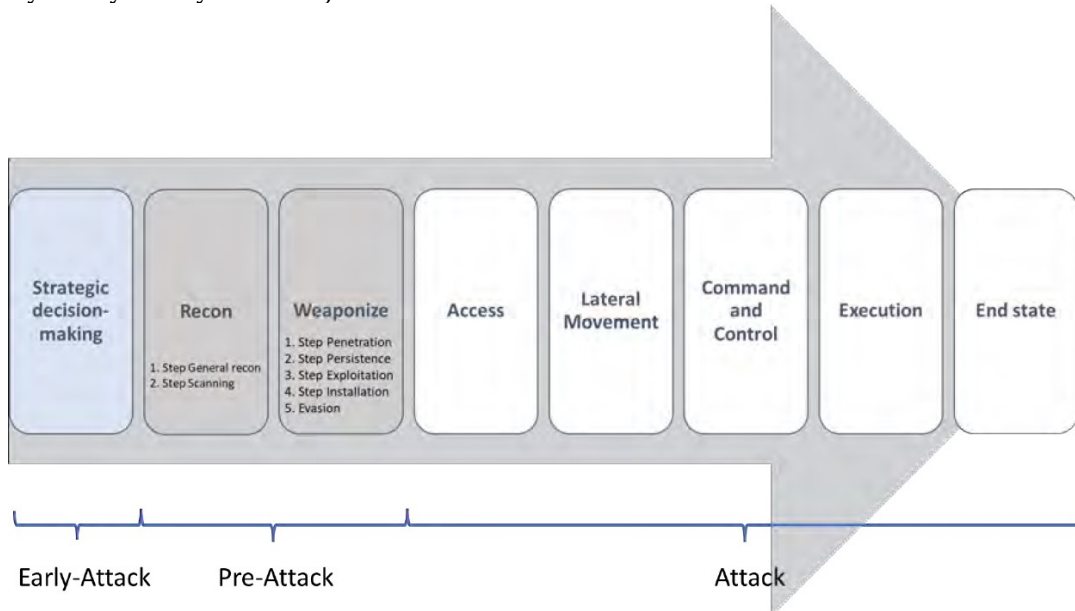 Strategic
decision-
making
Recon
1. Step General recon
2. Step Scanning
Weaponize
1. Step Penetration
2. Step Persistence
3. Step Exploitation
4. Step Installation
5. Evasion
Access
Lateral
Movement
Command
and
Control
Execution
End state
Early-Attack
Pre-Attack
Attack